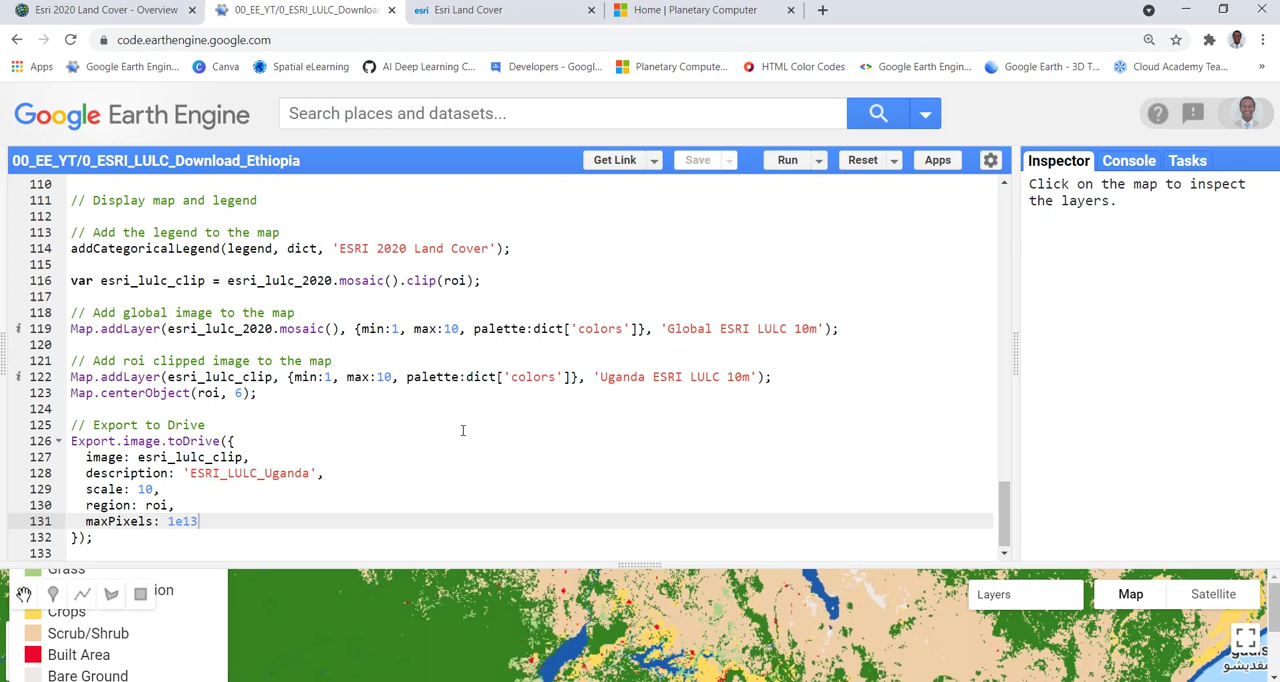 Esri 2020 Land Cover - Overview
00_EE_YT/0_ESRI_LULC_Downloa
esri Esri Land Cover
Home | Planetary Computer
code.earthengine.google.com
Apps
Google Earth Engin...
Canva
Spatial eLearning
AI Deep Learning C...
Developers - Googl...
Planetary Compute...
HTML Color Codes
Google Earth Engin...
Google Earth - 3D T...
Cloud Academy Tea...
»
Google Earth Engine
Search places and datasets...
00_EE_YT/0_ESRI_LULC_Download_Ethiopia
Get Link
Save
Run
Reset
Apps
Inspector
Console
Tasks
Click on the map to inspect
the layers.
110
111 // Display map and legend
112
113 // Add the legend to the map
114 addCategoricalLegend(legend, dict, 'ESRI 2020 Land Cover');
115
116 var esri_lulc_clip = esri_lulc_2020.mosaic().clip(roi);
117
118 // Add global image to the map
i 119 Map.addLayer(esri_lulc_2020.mosaic(), {min:1, max:10, palette:dict['colors']}, 'Global ESRI LULC 10m');
120
121 // Add roi clipped image to the map
i 122 Map.addLayer(esri_lulc_clip, {min:1, max:10, palette:dict['colors']}, 'Uganda ESRI LULC 10m');
123 Map.centerObject(roi, 6);
124
125 // Export to Drive
126 Export.image.toDrive({
127 image: esri_lulc_clip,
128 description: 'ESRI_LULC_Uganda',
129 scale: 10,
130 region: roi,
131 maxPixels: 1e13
132 });
133
Grass
ion
Crops
Scrub/Shrub
Built Area
Bare Ground
Layers
Map
Satellite
مقديشو